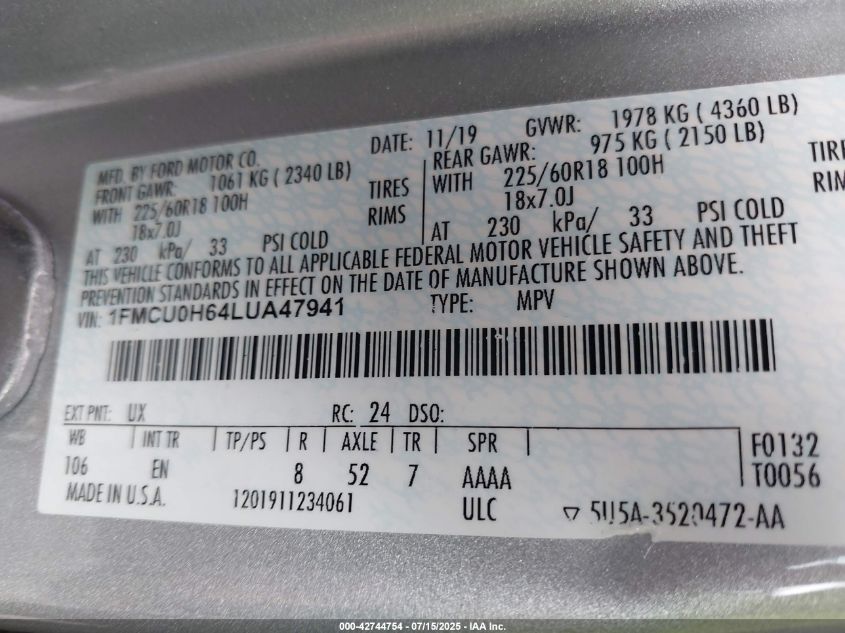 MFD. BY FORD MOTOR CO.
DATE: 11/19 GVWR: 1978 KG ( 4360 LB)
FRONT GAWR: 1061 KG ( 2340 LB)
REAR GAWR: 975 KG ( 2150 LB)
WITH 225/60R18 100H TIRES
WITH 225/60R18 100H TIRE
18x7.0J RIMS
18x7.0J RIM
AT 230 kPa/ 33 PSI COLD
AT 230 kPa/ 33 PSI COLD
THIS VEHICLE CONFORMS TO ALL APPLICABLE FEDERAL MOTOR VEHICLE SAFETY AND THEFT
PREVENTION STANDARDS IN EFFECT ON THE DATE OF MANUFACTURE SHOWN ABOVE.
VIN: 1FMCU0H64LUA47941 TYPE: MPV
EXT PNT: UX RC: 24 DSO:
WB INT TR TP/PS R AXLE TR SPR
F0132
106 EN 8 52 7 AAAA
T0056
MADE IN U.S.A. 1201911234061 ULC
5U5A-3520472-AA
000-42744754 - 07/15/2025 - IAA Inc.